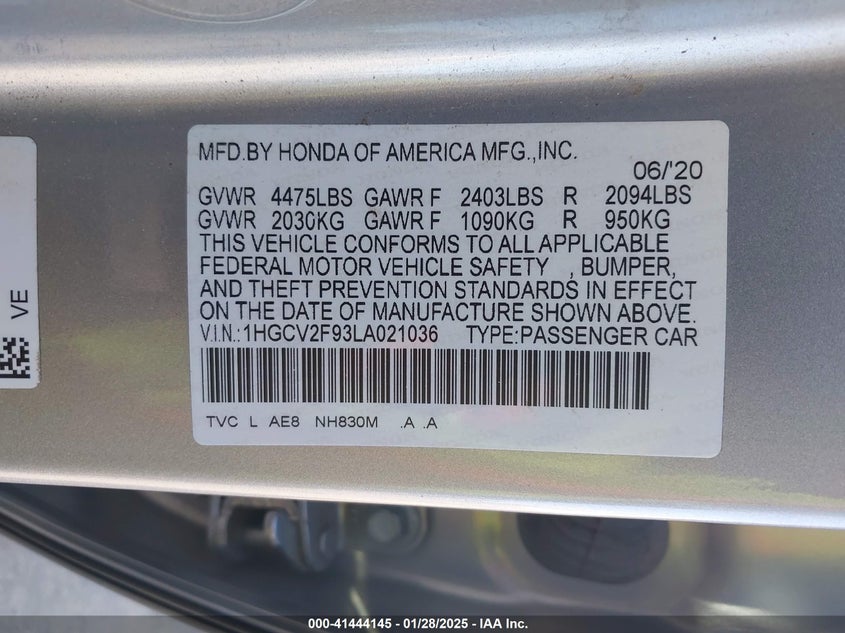 MFD.BY HONDA OF AMERICA MFG.,INC.
06/'20
GVWR 4475LBS GAWR F 2403LBS R 2094LBS
GVWR 2030KG GAWR F 1090KG R 950KG
THIS VEHICLE CONFORMS TO ALL APPLICABLE
FEDERAL MOTOR VEHICLE SAFETY , BUMPER,
AND THEFT PREVENTION STANDARDS IN EFFECT
ON THE DATE OF MANUFACTURE SHOWN ABOVE.
V.I.N.:1HGCV2F93LA021036 TYPE:PASSENGER CAR
TVC L AE8 NH830M .A .A
VE
000-41444145 - 01/28/2025 - IAA Inc.